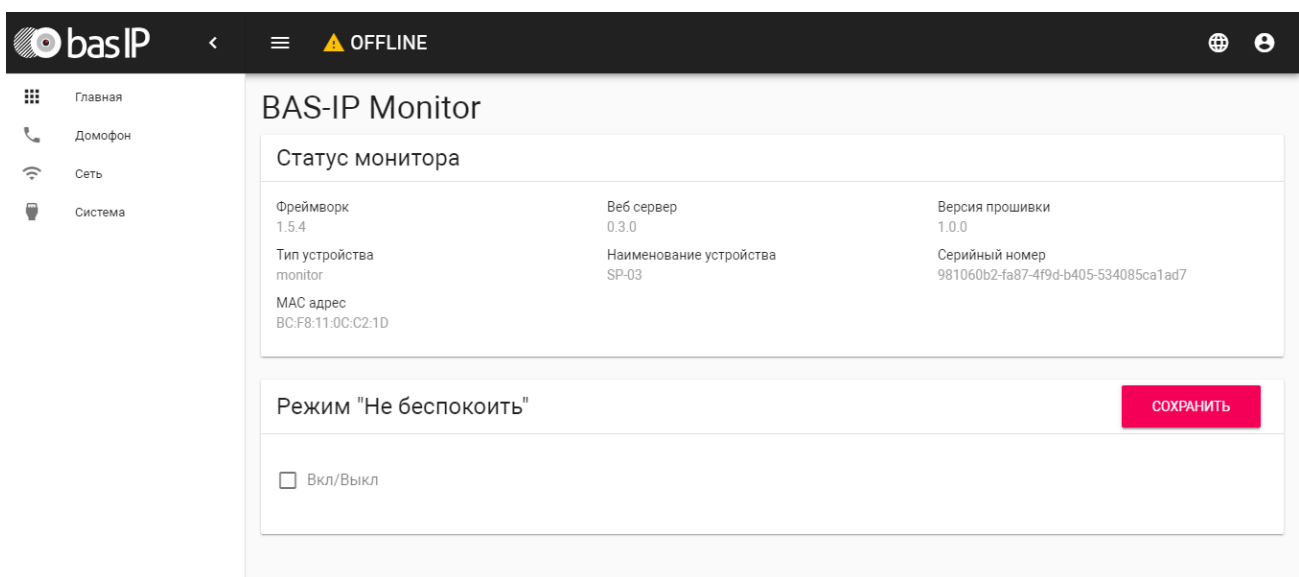 bas IP
OFFLINE
Главная
Домофон
Сеть
Система
BAS-IP Monitor
Статус монитора
Фреймворк
1.5.4
Веб сервер
0.3.0
Версия прошивки
1.0.0
Тип устройства
monitor
Наименование устройства
SP-03
Серийный номер
981060b2-fa87-4f9d-b405-534085ca1ad7
MAC адрес
BC:F8:11:0C:C2:1D
Режим "Не беспокоить"
СОХРАНИТЬ
Вкл/Выкл